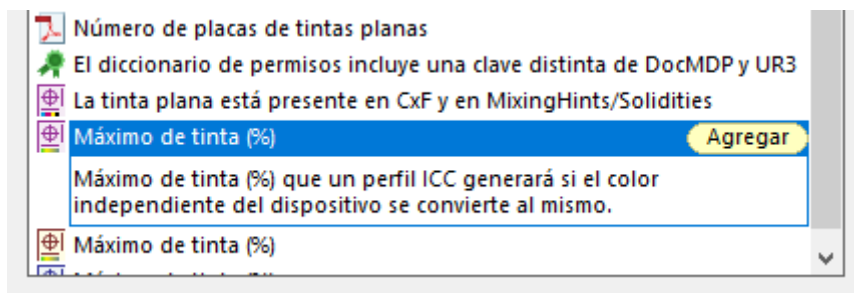 Número de placas de tintas planas
El diccionario de permisos incluye una clave distinta de DocMDP y UR3
La tinta plana está presente en CxF y en MixingHints/Solidities
Máximo de tinta (%) Agregar
Máximo de tinta (%) que un perfil ICC generará si el color
independiente del dispositivo se convierte al mismo.
Máximo de tinta (%)